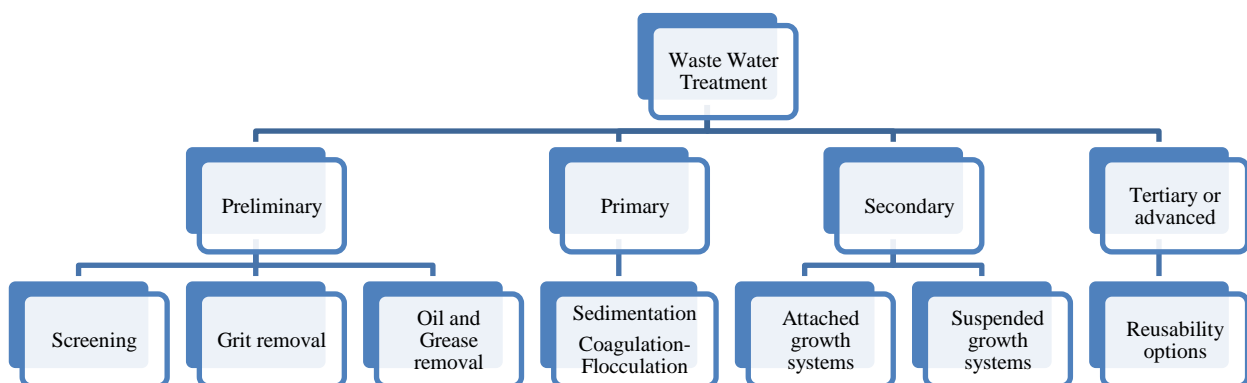 Waste Water
Treatment
Preliminary
Primary
Secondary
Tertiary or
advanced
Screening
Grit removal
Oil and
Grease
removal
Sedimentation
Coagulation-
Flocculation
Attached
growth
systems
Suspended
growth
systems
Reusability
options